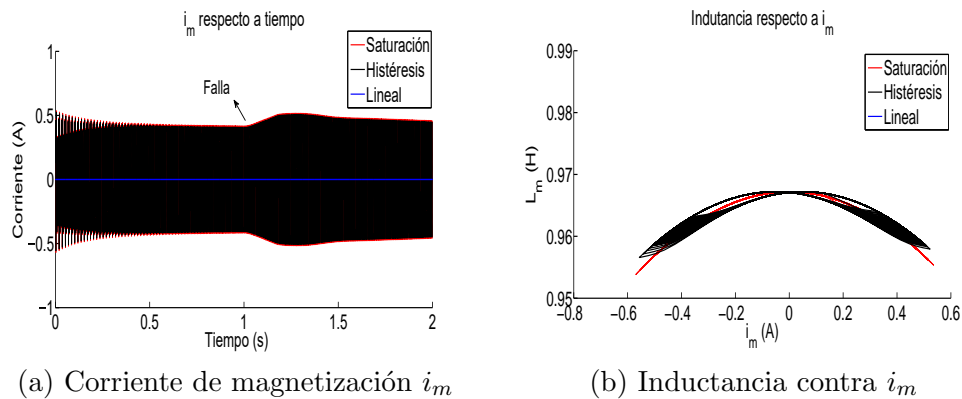 i_m respecto a tiempo
Corriente (A)
1
0.5
0
−0.5
−1
Falla
Saturación
Histéresis
Lineal
0
0.5
1
1.5
2
Tiempo (s)
(a) Corriente de magnetización i_m
Indutancia respecto a i_m
L_m (H)
0.99
0.98
0.97
0.96
0.95
Saturación
Histéresis
Lineal
−0.8
−0.6
−0.4
−0.2
0
0.2
0.4
0.6
0.8
i_m (A)
(b) Inductancia contra i_m